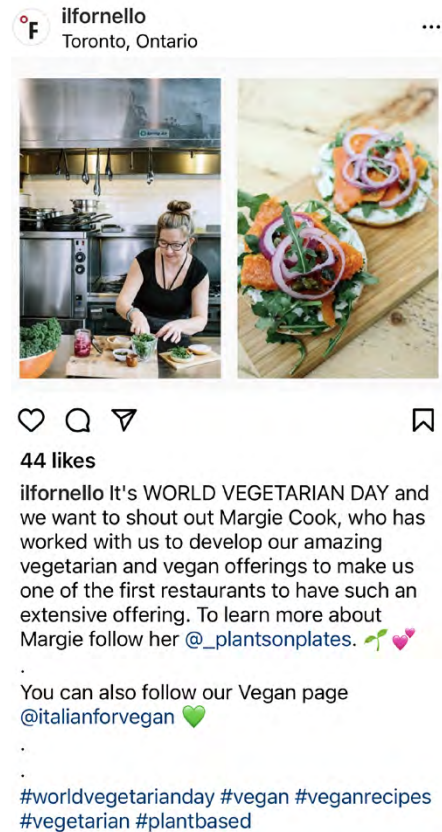 °F
ilfornello
Toronto, Ontario
44 likes
ilfornello It's WORLD VEGETARIAN DAY and
we want to shout out Margie Cook, who has
worked with us to develop our amazing
vegetarian and vegan offerings to make us
one of the first restaurants to have such an
extensive offering. To learn more about
Margie follow her @_plantsonplates. 🌱 💕
.
You can also follow our Vegan page
@italianforvegan 💚
.
.
#worldvegetarianday #vegan #veganrecipes
#vegetarian #plantbased